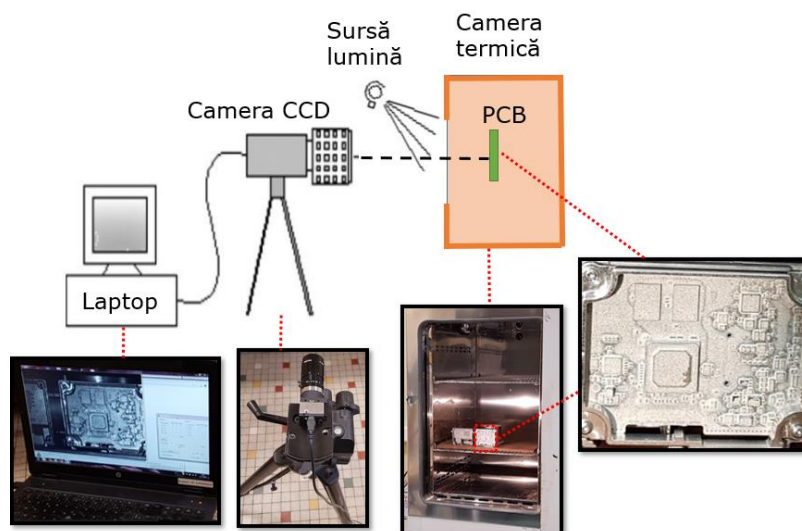 Sursă
lumină
Camera
termică
Camera CCD
PCB
Laptop